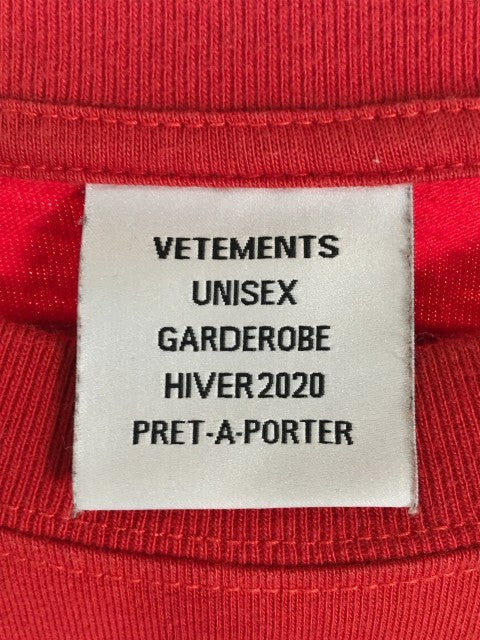 VETEMENTS
UNISEX
GARDEROBE
HIVER 2020
PRET-A-PORTER